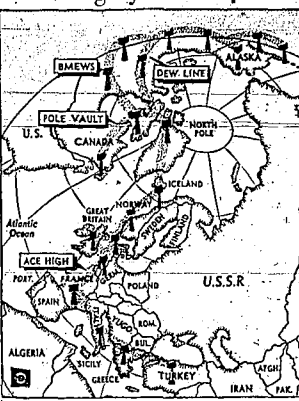 ALASKA
BMEWS
DEW LINE
POLE VAULT
U.S.
CANADA
NORTH
POLE
ICELAND
NORWAY
GREAT
BRITAIN
SWEDEN
FINLAND
Atlantic
Ocean
ACE HIGH
PORT.
FRANCE
POLAND
U.S.S.R.
SPAIN
ITALY
YUGO.
ROM.
BUL.
ALGERIA
SICILY
GREECE
TURKEY
IRAN
AFGH.
PAK.